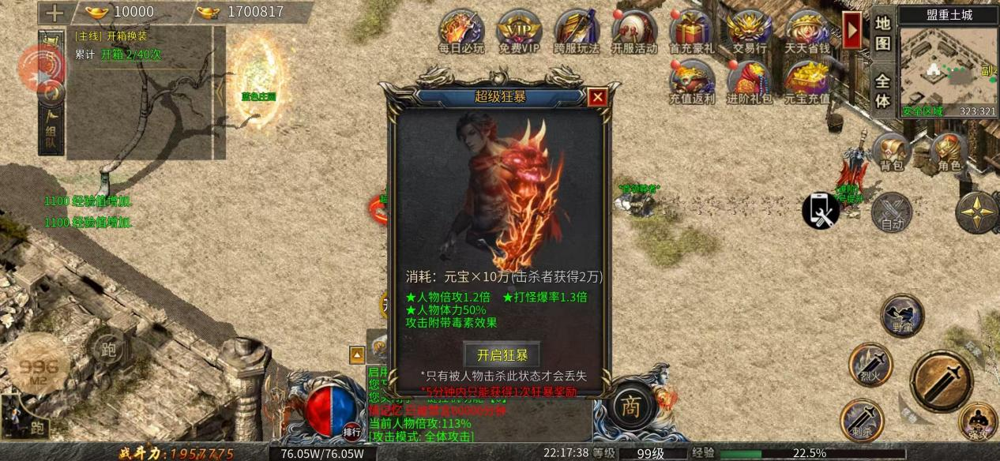 10000
1700817
[主线] 开箱换装
累计 开箱 2/40次
组队
蓝色庄园
1100 经验值增加.
1100 经验值增加.
每日必玩
免费VIP
VIP
跨服玩法
开服活动
首充豪礼
交易行
天天省钱
充值返利
进阶礼包
元宝充值
地图
全体
盟重土城
安全区域
323:321
背包
角色
自动
超级狂暴
消耗：元宝×10万(击杀者获得2万)
★人物倍攻1.2倍 ★打怪爆率1.3倍
★人物体力50%
攻击附带毒素效果
开启狂暴
*只有被人物击杀此状态才会丢失
*5分钟内只能获得1次狂暴奖励
当前人物倍攻:113%
[攻击模式: 全体攻击]
跑
996
M2
跑
排行
商
野蛮
烈火
刺杀
强攻
战斗力:1957775
76.05W/76.05W
22:17:38
等级
99级
经验
22.5%